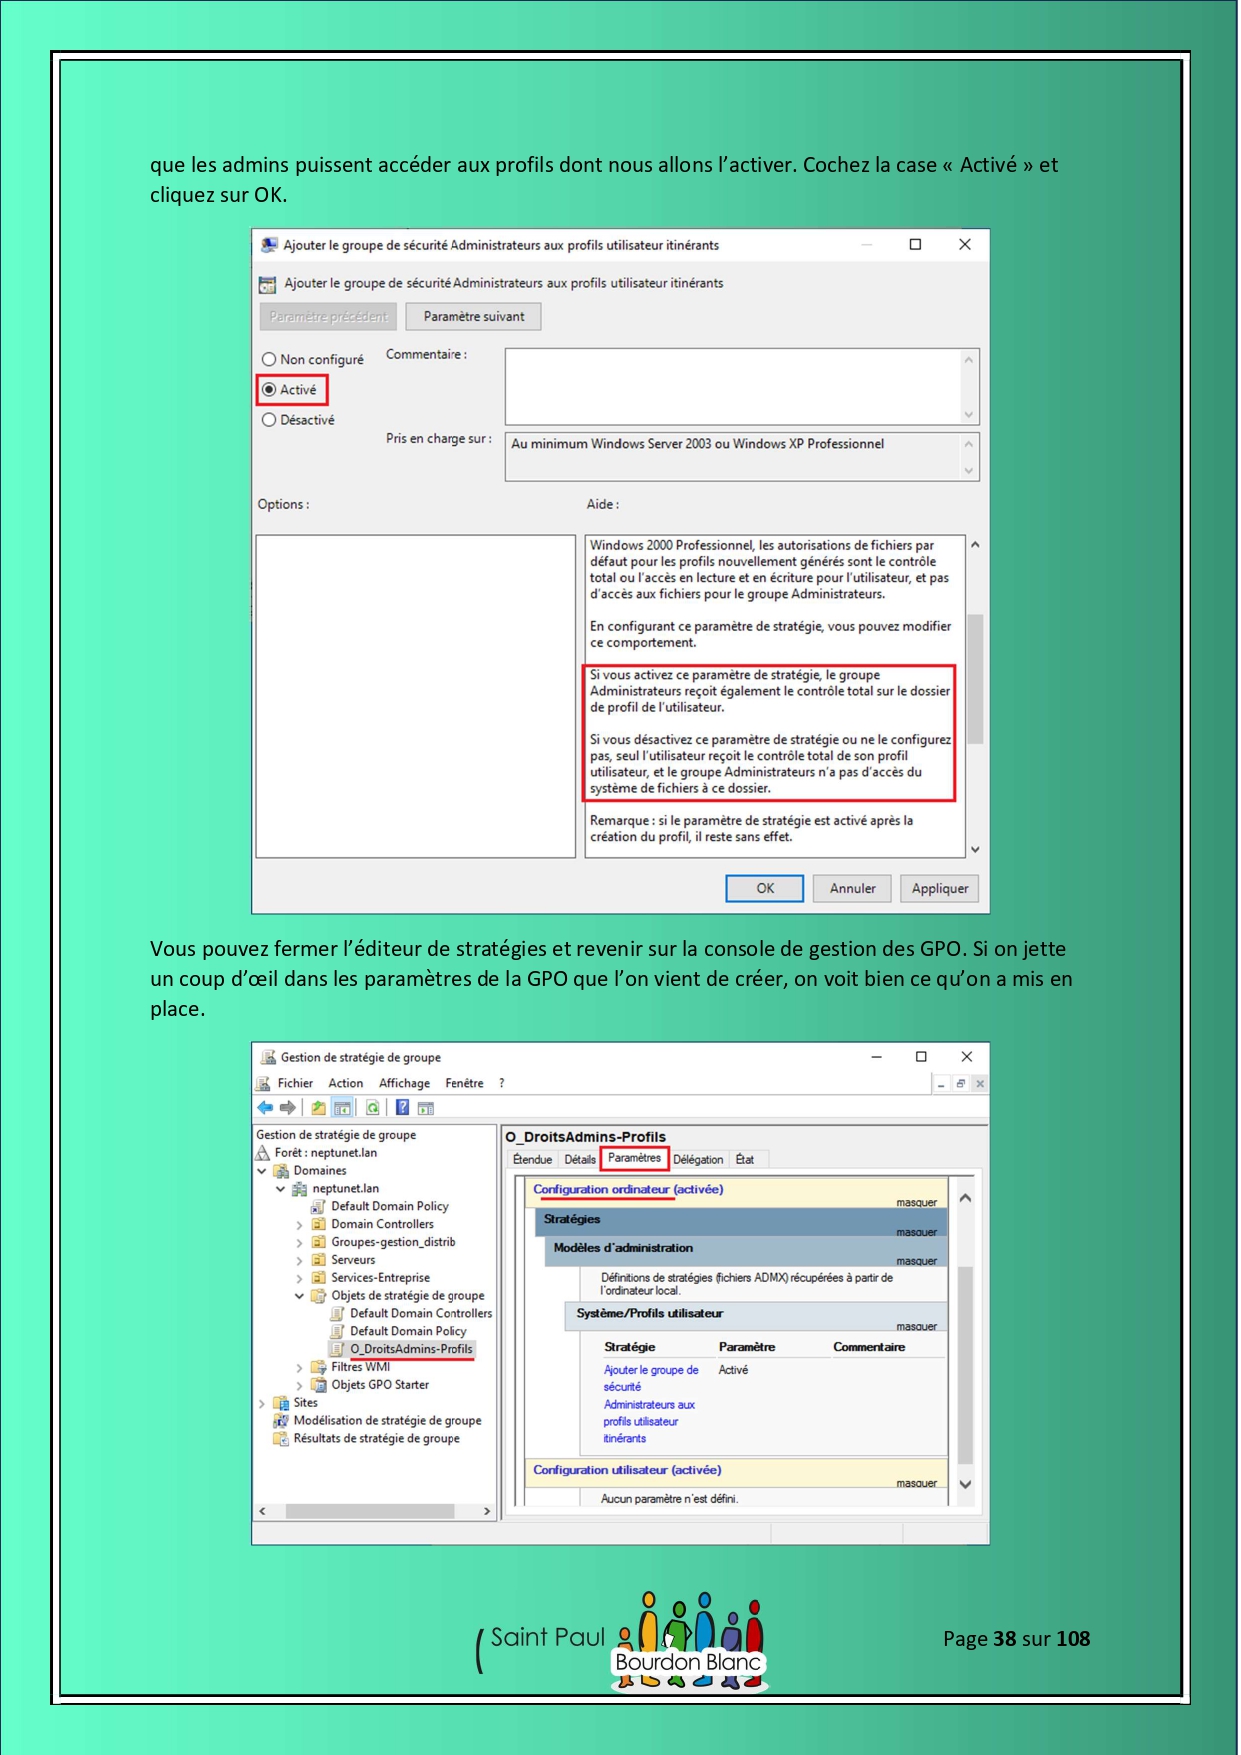 que les admins puissent accéder aux profils dont nous allons l’activer. Cochez la case « Activé » et
cliquez sur OK.
Ajouter le groupe de sécurité Administrateurs aux profils utilisateur itinérants
Ajouter le groupe de sécurité Administrateurs aux profils utilisateur itinérants
Paramètre précédent
Paramètre suivant
Non configuré
Commentaire :
Activé
Désactivé
Pris en charge sur :
Au minimum Windows Server 2003 ou Windows XP Professionnel
Options :
Aide :
Windows 2000 Professionnel, les autorisations de fichiers par
défaut pour les profils nouvellement générés sont le contrôle
total ou l’accès en lecture et en écriture pour l’utilisateur, et pas
d’accès aux fichiers pour le groupe Administrateurs.
En configurant ce paramètre de stratégie, vous pouvez modifier
ce comportement.
Si vous activez ce paramètre de stratégie, le groupe
Administrateurs reçoit également le contrôle total sur le dossier
de profil de l’utilisateur.
Si vous désactivez ce paramètre de stratégie ou ne le configurez
pas, seul l’utilisateur reçoit le contrôle total de son profil
utilisateur, et le groupe Administrateurs n’a pas d’accès du
système de fichiers à ce dossier.
Remarque : si le paramètre de stratégie est activé après la
création du profil, il reste sans effet.
OK
Annuler
Appliquer
Vous pouvez fermer l’éditeur de stratégies et revenir sur la console de gestion des GPO. Si on jette
un coup d’œil dans les paramètres de la GPO que l’on vient de créer, on voit bien ce qu’on a mis en
place.
Gestion de stratégie de groupe
Fichier Action Affichage Fenêtre ?
Gestion de stratégie de groupe
Forêt : neptunet.lan
Domaines
neptunet.lan
Default Domain Policy
Domain Controllers
Groupes-gestion_distrib
Serveurs
Services-Entreprise
Objets de stratégie de groupe
Default Domain Controllers
Default Domain Policy
O_DroitsAdmins-Profils
Filtres WMI
Objets GPO Starter
Sites
Modélisation de stratégie de groupe
Résultats de stratégie de groupe
O_DroitsAdmins-Profils
Étendue Détails Paramètres Délégation État
Configuration ordinateur (activée)
masquer
Stratégies
masquer
Modèles d'administration
masquer
Définitions de stratégies (fichiers ADMX) récupérées à partir de
l'ordinateur local.
Système/Profils utilisateur
masquer
Stratégie Paramètre Commentaire
Ajouter le groupe de Activé
sécurité
Administrateurs aux
profils utilisateur
itinérants
Configuration utilisateur (activée)
masquer
Aucun paramètre n'est défini.
Saint Paul
Bourdon Blanc
Page 38 sur 108